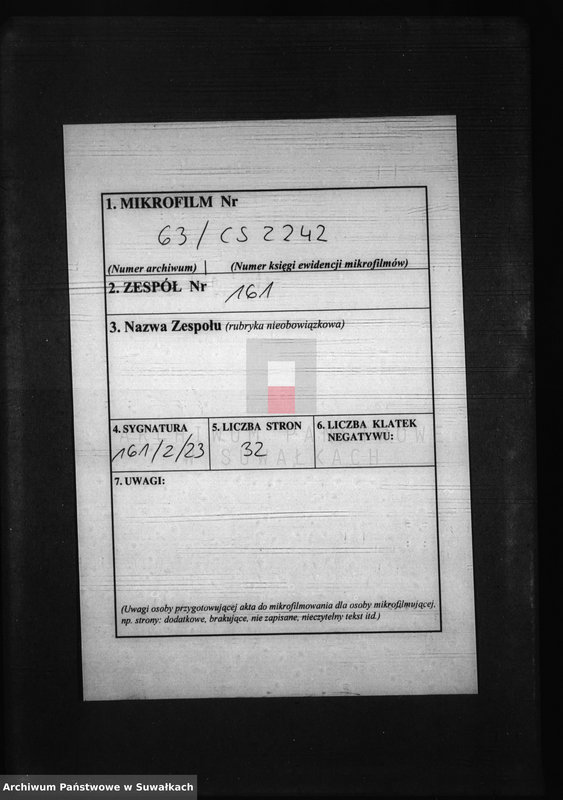 1. MIKROFILM Nr
63 / CS 2242
(Numer archiwum) | (Numer księgi ewidencji mikrofilmów)
2. ZESPÓŁ Nr 161
3. Nazwa Zespołu (rubryka nieobowiązkowa)
4. SYGNATURA
161/2/23
5. LICZBA STRON
32
6. LICZBA KLATEK
NEGATYWU:
ARCHIWUM PAŃSTWOWE
W SUWAŁKACH
7. UWAGI:
(Uwagi osoby przygotowującej akta do mikrofilmowania dla osoby mikrofilmującej.
np. strony: dodatkowe, brakujące, nie zapisane, nieczytelny tekst itd.)
Archiwum Państwowe w Suwałkach